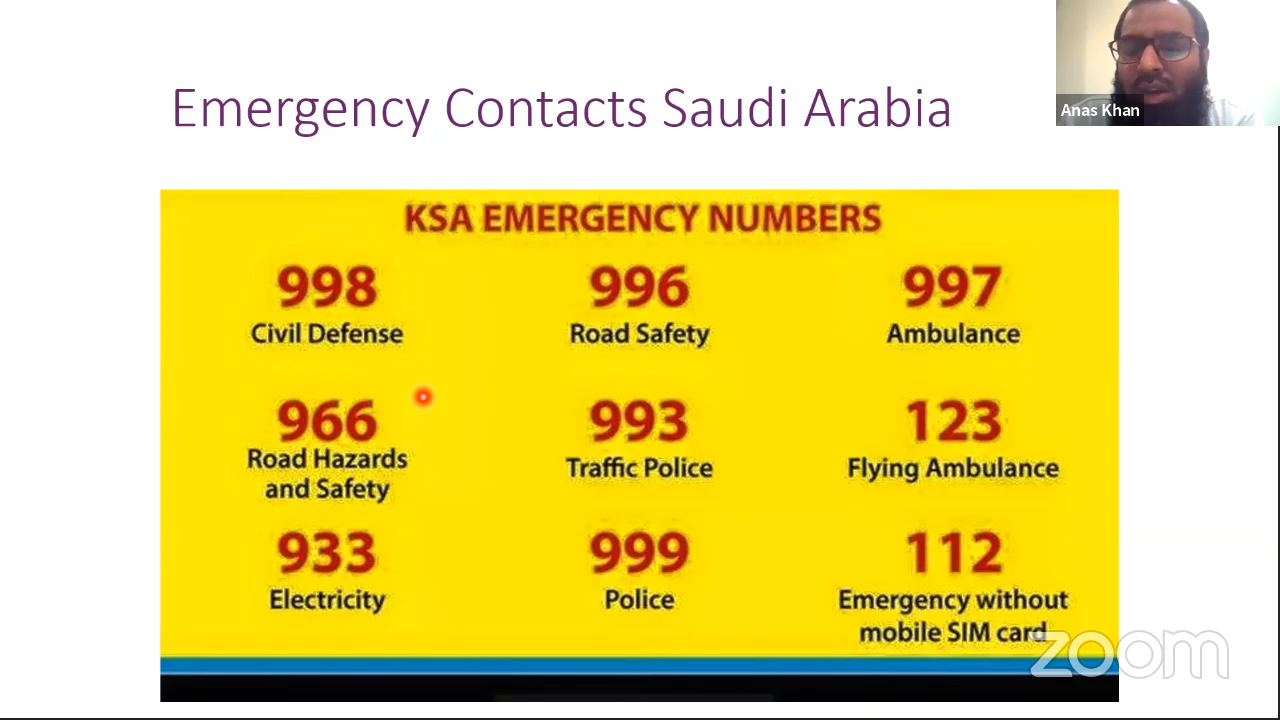 Emergency Contacts Saudi Arabia
Anas Khan
KSA EMERGENCY NUMBERS
998
Civil Defense
996
Road Safety
997
Ambulance
966
Road Hazards
and Safety
993
Traffic Police
123
Flying Ambulance
933
Electricity
999
Police
112
Emergency without
mobile SIM card
zoom